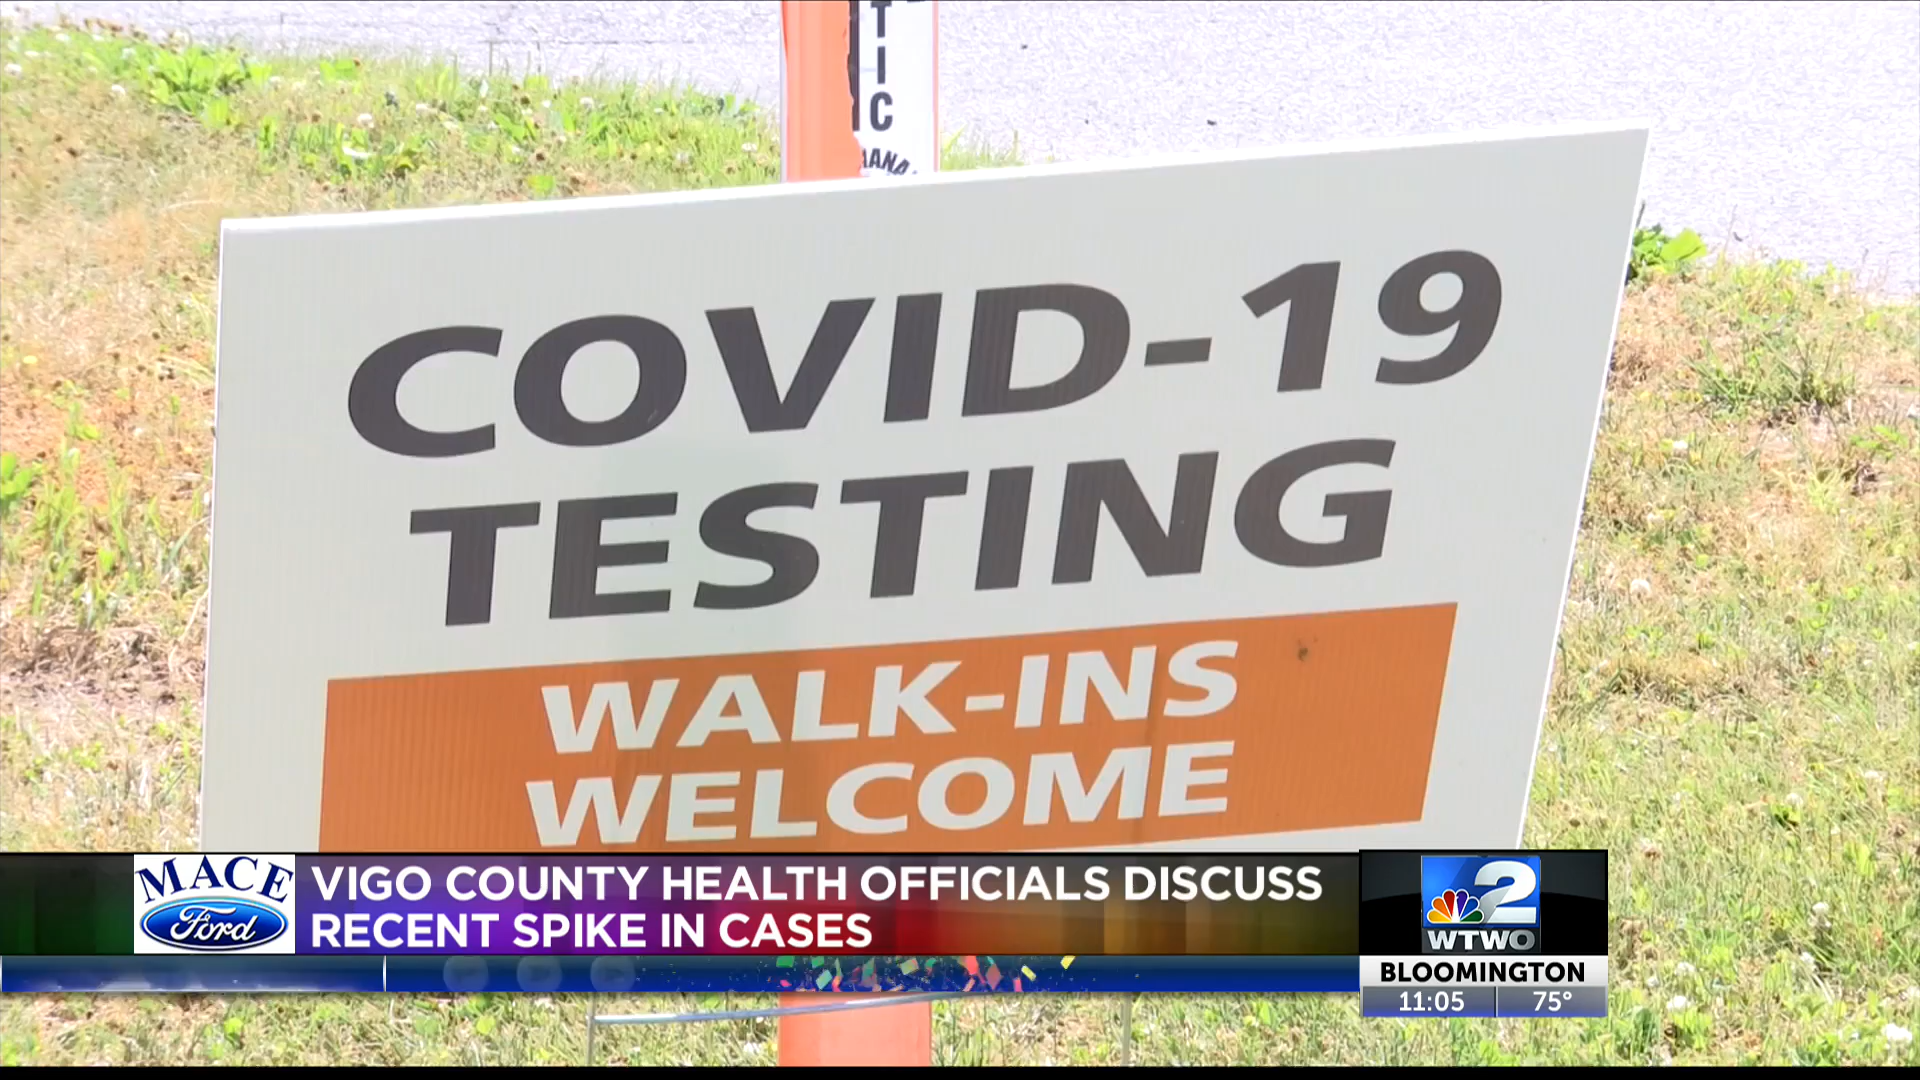 TIC
COVID-19
TESTING
WALK-INS
WELCOME
MACE
Ford
VIGO COUNTY HEALTH OFFICIALS DISCUSS
RECENT SPIKE IN CASES
2
WTWO
BLOOMINGTON
11:05 75°